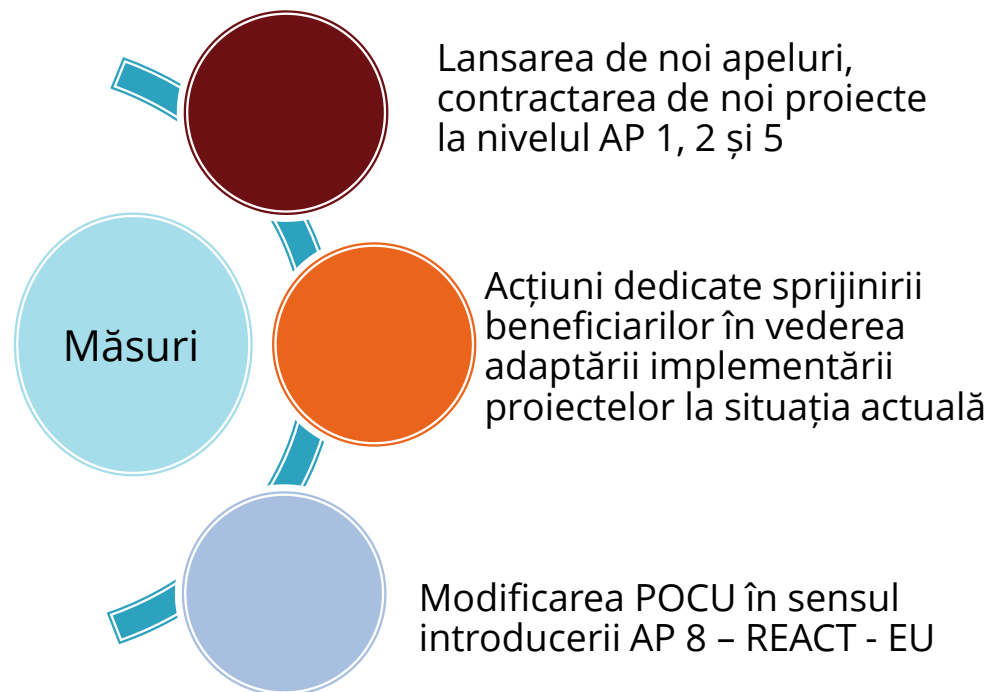 Lansarea de noi apeluri,
contractarea de noi proiecte
la nivelul AP 1, 2 și 5
Măsuri
Acțiuni dedicate sprijinirii
beneficiarilor în vederea
adaptării implementării
proiectelor la situația actuală
Modificarea POCU în sensul
introducerii AP 8 – REACT - EU